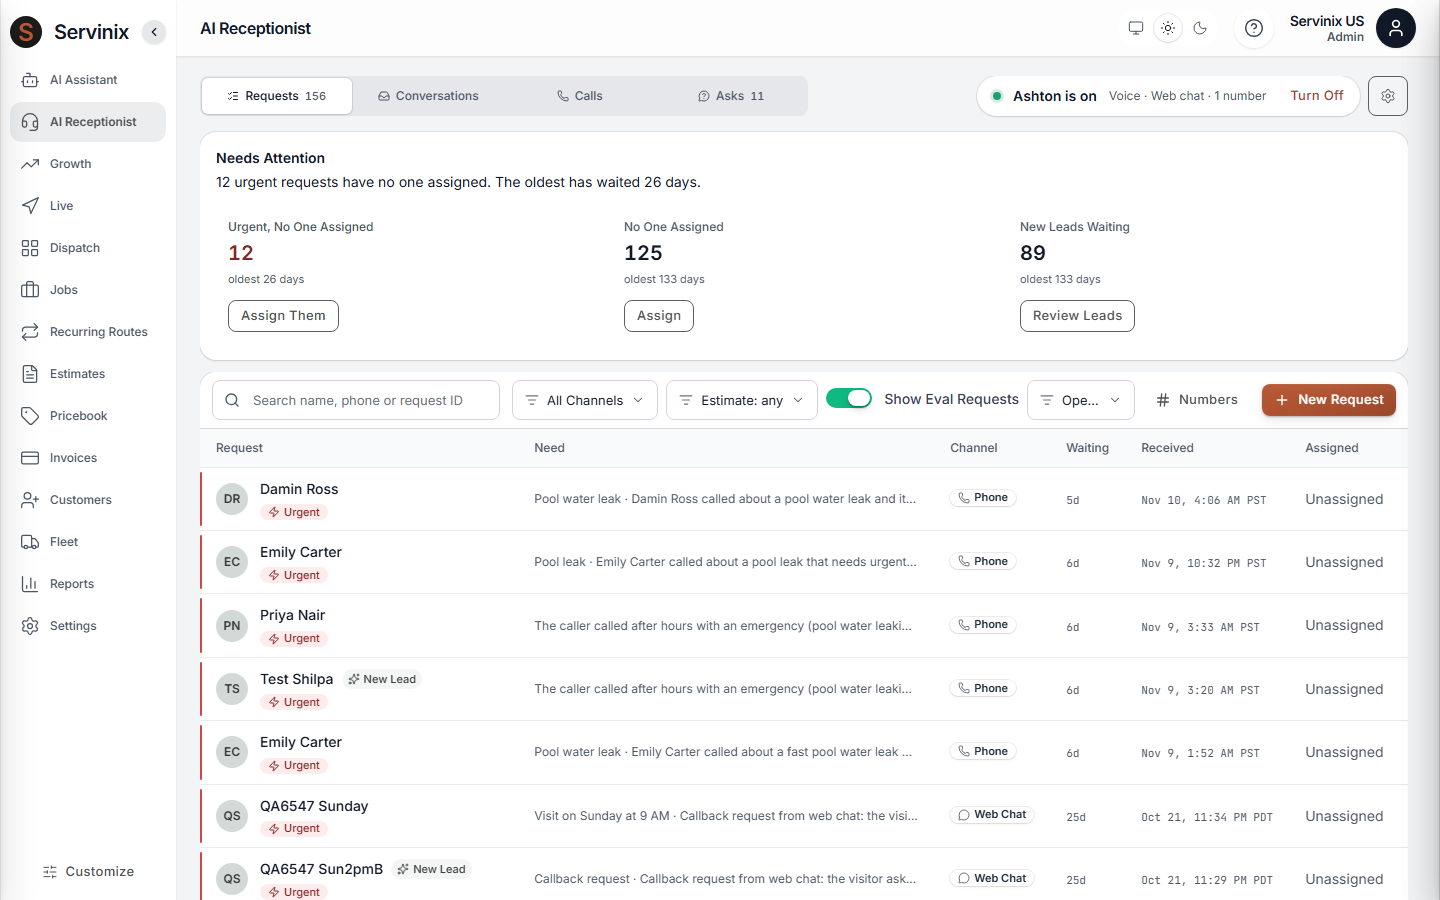 S Servinix
AI Receptionist
Servinix US
Admin
AI Assistant
AI Receptionist
Growth
Live
Dispatch
Jobs
Recurring Routes
Estimates
Pricebook
Invoices
Customers
Fleet
Reports
Settings
Customize
Requests 156
Conversations
Calls
Asks 11
Ashton is on Voice · Web chat · 1 number Turn Off
Needs Attention
12 urgent requests have no one assigned. The oldest has waited 26 days.
Urgent, No One Assigned
12
oldest 26 days
Assign Them
No One Assigned
125
oldest 133 days
Assign
New Leads Waiting
89
oldest 133 days
Review Leads
Search name, phone or request ID
All Channels
Estimate: any
Show Eval Requests
Ope...
# Numbers
+ New Request
Request Need Channel Waiting Received Assigned
DR Damin Ross
Urgent
Pool water leak · Damin Ross called about a pool water leak and it... Phone 5d Nov 10, 4:06 AM PST Unassigned
EC Emily Carter
Urgent
Pool leak · Emily Carter called about a pool leak that needs urgent... Phone 6d Nov 9, 10:32 PM PST Unassigned
PN Priya Nair
Urgent
The caller called after hours with an emergency (pool water leaki... Phone 6d Nov 9, 3:33 AM PST Unassigned
TS Test Shilpa New Lead
Urgent
The caller called after hours with an emergency (pool water leaki... Phone 6d Nov 9, 3:20 AM PST Unassigned
EC Emily Carter
Urgent
Pool water leak · Emily Carter called about a fast pool water leak ... Phone 6d Nov 9, 1:52 AM PST Unassigned
QS QA6547 Sunday
Urgent
Visit on Sunday at 9 AM · Callback request from web chat: the visi... Web Chat 25d Oct 21, 11:34 PM PDT Unassigned
QS QA6547 Sun2pmB New Lead
Urgent
Callback request · Callback request from web chat: the visitor ask... Web Chat 25d Oct 21, 11:29 PM PDT Unassigned